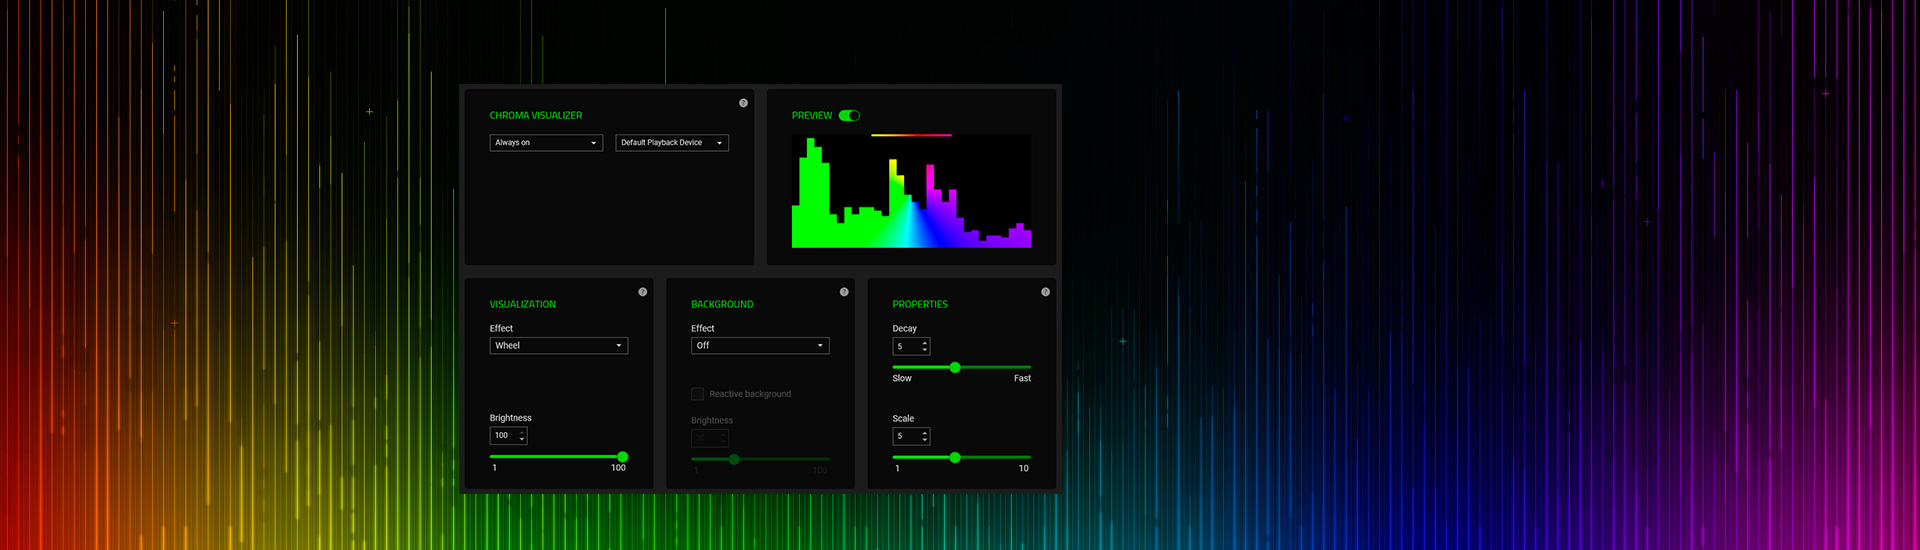 CHROMA VISUALIZER
Always on
Default Playback Device
PREVIEW
VISUALIZATION
Effect
Wheel
Brightness
100
1
100
BACKGROUND
Effect
Off
Reactive background
Brightness
1
100
PROPERTIES
Decay
5
Slow
Fast
Scale
5
1
10